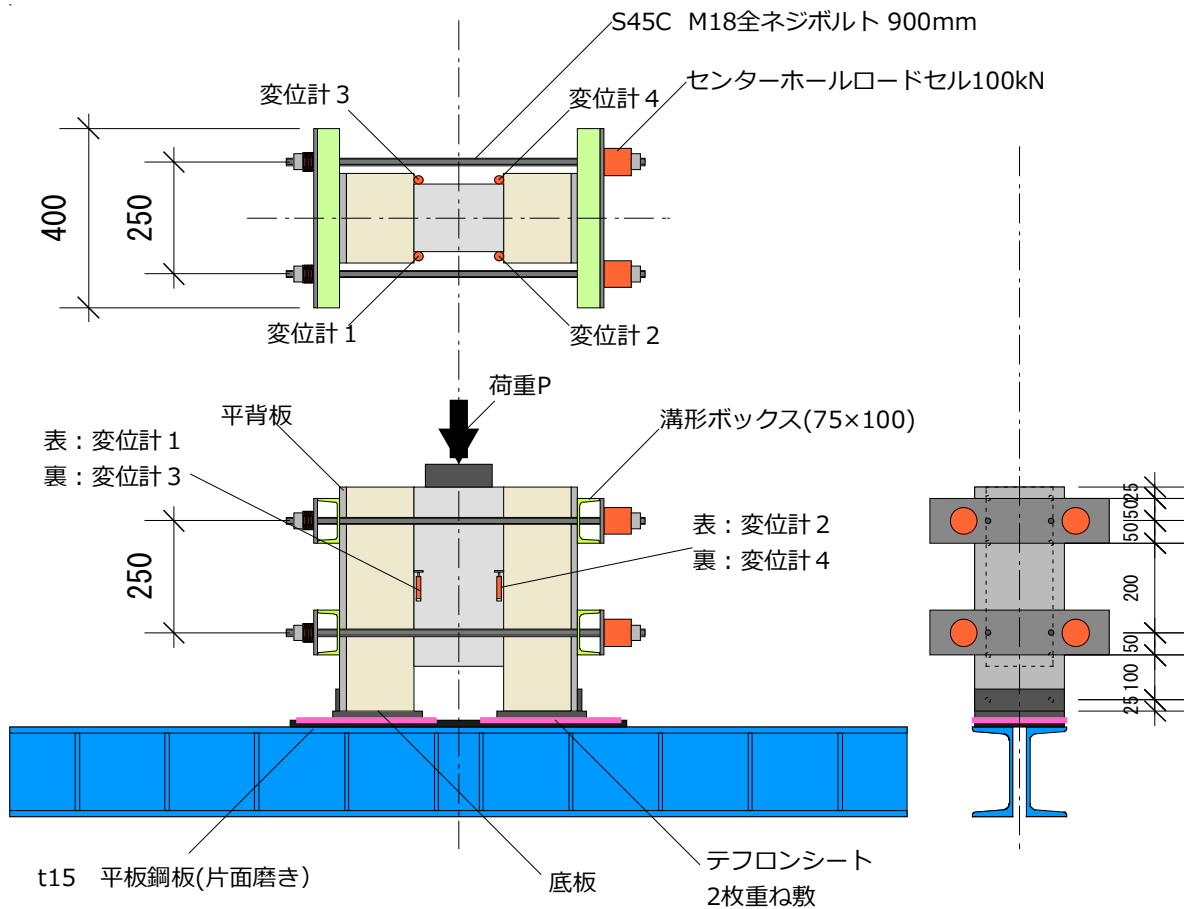 S45C M18全ネジボルト 900mm
センターホールロードセル100kN
変位計３
変位計４
400
250
変位計１
変位計２
荷重P
平背板
溝形ボックス(75×100)
表：変位計１
裏：変位計３
表：変位計２
裏：変位計４
250
25
50
50
200
50
100
25
t15 平板鋼板(片面磨き）
底板
テフロンシート
2枚重ね敷